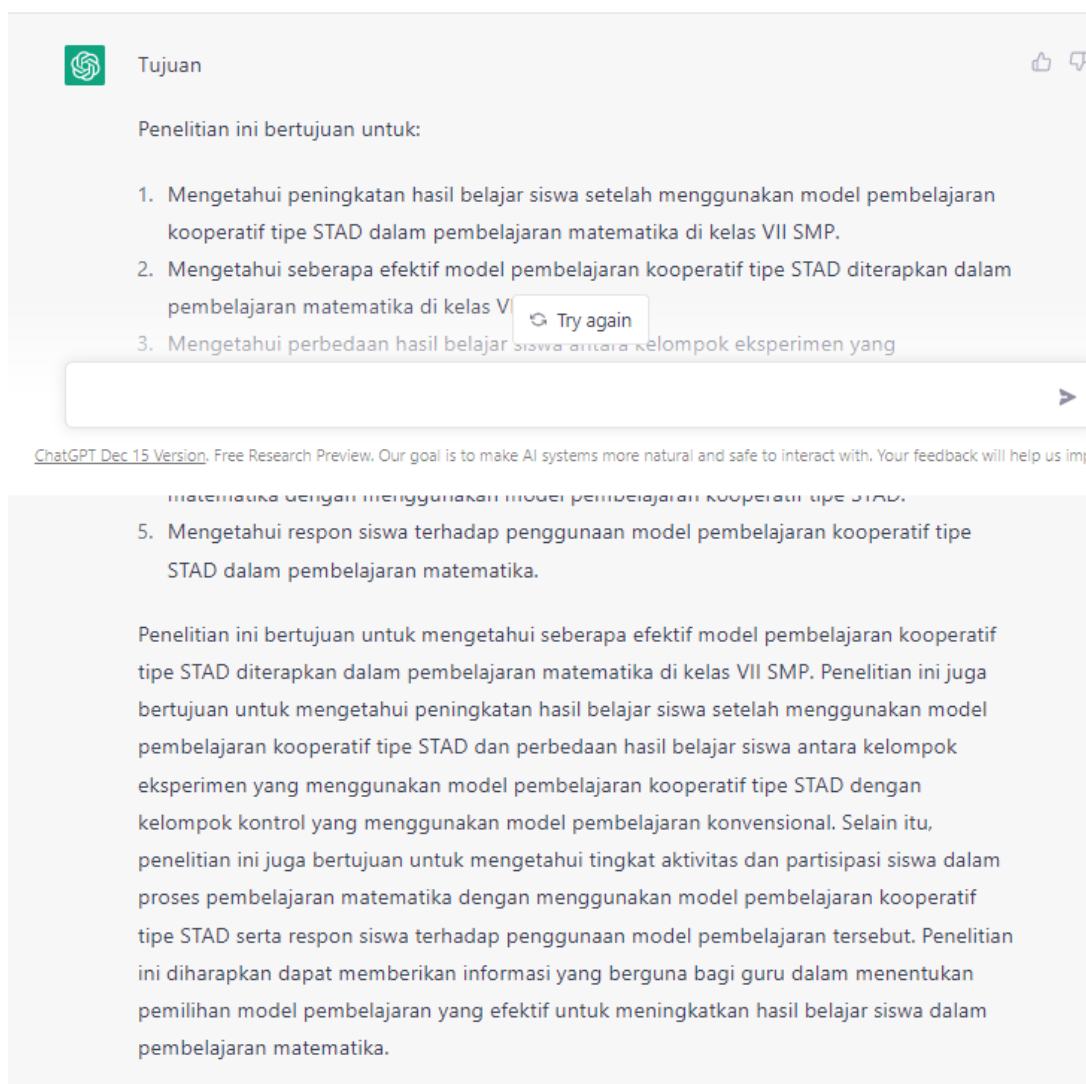 Tujuan
Penelitian ini bertujuan untuk:
1. Mengetahui peningkatan hasil belajar siswa setelah menggunakan model pembelajaran
kooperatif tipe STAD dalam pembelajaran matematika di kelas VII SMP.
2. Mengetahui seberapa efektif model pembelajaran kooperatif tipe STAD diterapkan dalam
pembelajaran matematika di kelas
Try again
3. Mengetahui perbedaan hasil belajar siswa antara kelompok eksperimen yang
ChatGPT Dec 15 Version. Free Research Preview. Our goal is to make AI systems more natural and safe to interact with. Your feedback will help us
matematika dengan menggunakan model pembelajaran kooperatif tipe STAD.
5. Mengetahui respon siswa terhadap penggunaan model pembelajaran kooperatif tipe
STAD dalam pembelajaran matematika.
Penelitian ini bertujuan untuk mengetahui seberapa efektif model pembelajaran kooperatif
tipe STAD diterapkan dalam pembelajaran matematika di kelas VII SMP. Penelitian ini juga
bertujuan untuk mengetahui peningkatan hasil belajar siswa setelah menggunakan model
pembelajaran kooperatif tipe STAD dan perbedaan hasil belajar siswa antara kelompok
eksperimen yang menggunakan model pembelajaran kooperatif tipe STAD dengan
kelompok kontrol yang menggunakan model pembelajaran konvensional. Selain itu,
penelitian ini juga bertujuan untuk mengetahui tingkat aktivitas dan partisipasi siswa dalam
proses pembelajaran matematika dengan menggunakan model pembelajaran kooperatif
tipe STAD serta respon siswa terhadap penggunaan model pembelajaran tersebut. Penelitian
ini diharapkan dapat memberikan informasi yang berguna bagi guru dalam menentukan
pemilihan model pembelajaran yang efektif untuk meningkatkan hasil belajar siswa dalam
pembelajaran matematika.